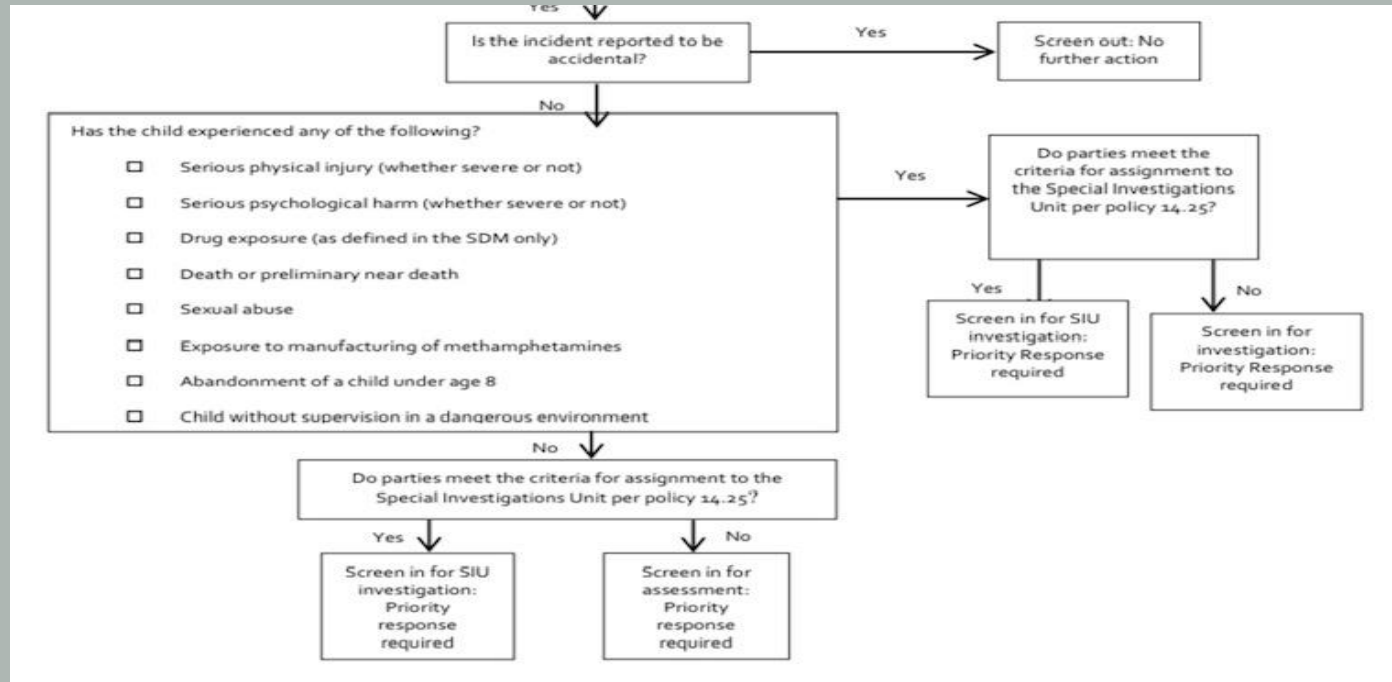 Yes
Is the incident reported to be
accidental?
Yes
Screen out: No
further action
No
Has the child experienced any of the following?
Serious physical injury (whether severe or not)
Serious psychological harm (whether severe or not)
Drug exposure (as defined in the SDM only)
Death or preliminary near death
Sexual abuse
Exposure to manufacturing of methamphetamines
Abandonment of a child under age 8
Child without supervision in a dangerous environment
Yes
Do parties meet the
criteria for assignment to
the Special Investigations
Unit per policy 14.25?
Yes
No
Screen in for SIU
investigation:
Priority Response
required
Screen in for
investigation:
Priority Response
required
No
Do parties meet the criteria for assignment to the
Special Investigations Unit per policy 14.25?
Yes
No
Screen in for SIU
investigation:
Priority
response
required
Screen in for
assessment:
Priority
response
required